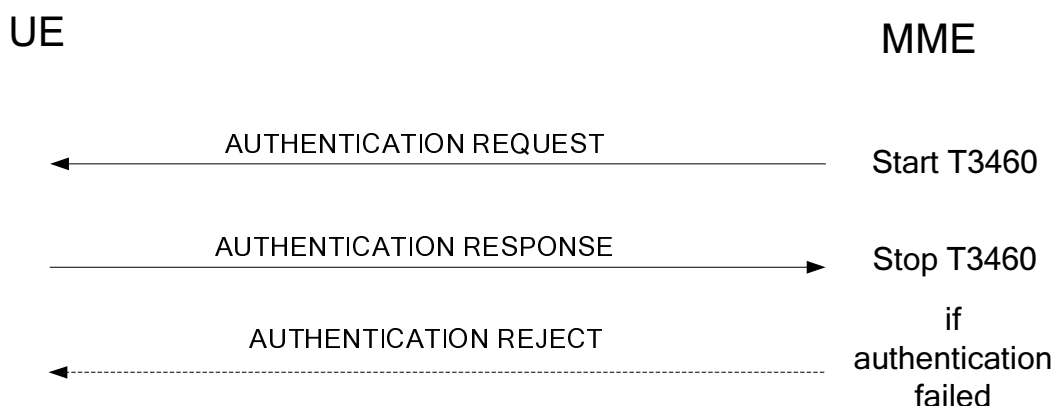 UE
MME
AUTHENTICATION REQUEST
Start T3460
AUTHENTICATION RESPONSE
Stop T3460
AUTHENTICATION REJECT
if
authentication
failed